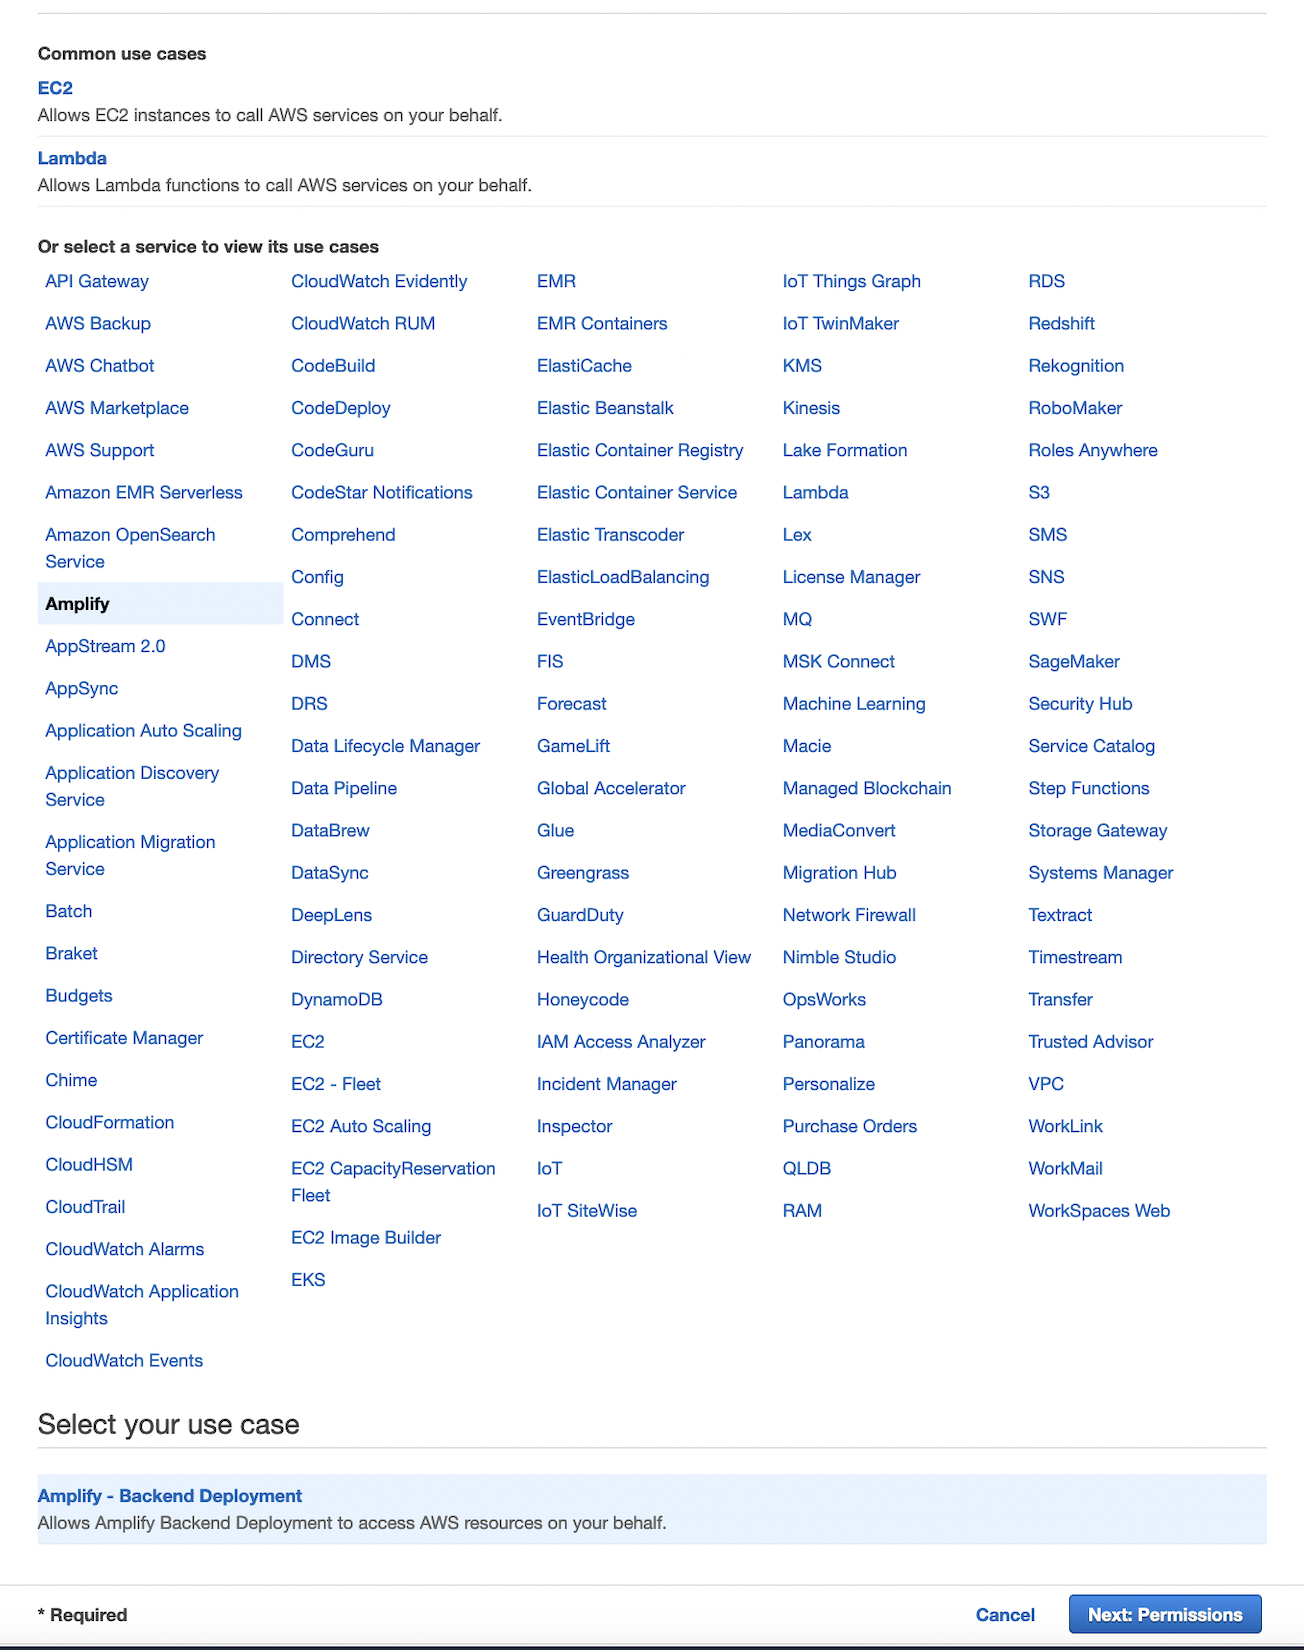 Common use cases
EC2
Allows EC2 instances to call AWS services on your behalf.
Lambda
Allows Lambda functions to call AWS services on your behalf.
Or select a service to view its use cases
API Gateway
AWS Backup
AWS Chatbot
AWS Marketplace
AWS Support
Amazon EMR Serverless
Amazon OpenSearch
Service
Amplify
AppStream 2.0
AppSync
Application Auto Scaling
Application Discovery
Service
Application Migration
Service
Batch
Braket
Budgets
Certificate Manager
Chime
CloudFormation
CloudHSM
CloudTrail
CloudWatch Alarms
CloudWatch Application
Insights
CloudWatch Events
CloudWatch Evidently
CloudWatch RUM
CodeBuild
CodeDeploy
CodeGuru
CodeStar Notifications
Comprehend
Config
Connect
DMS
DRS
Data Lifecycle Manager
Data Pipeline
DataBrew
DataSync
DeepLens
Directory Service
DynamoDB
EC2
EC2 - Fleet
EC2 Auto Scaling
EC2 CapacityReservation
Fleet
EC2 Image Builder
EKS
EMR
EMR Containers
ElastiCache
Elastic Beanstalk
Elastic Container Registry
Elastic Container Service
Elastic Transcoder
ElasticLoadBalancing
EventBridge
FIS
Forecast
GameLift
Global Accelerator
Glue
Greengrass
GuardDuty
Health Organizational View
Honeycode
IAM Access Analyzer
Incident Manager
Inspector
IoT
IoT SiteWise
IoT Things Graph
IoT TwinMaker
KMS
Kinesis
Lake Formation
Lambda
Lex
License Manager
MQ
MSK Connect
Machine Learning
Macie
Managed Blockchain
MediaConvert
Migration Hub
Network Firewall
Nimble Studio
OpsWorks
Panorama
Personalize
Purchase Orders
QLDB
RAM
RDS
Redshift
Rekognition
RoboMaker
Roles Anywhere
S3
SMS
SNS
SWF
SageMaker
Security Hub
Service Catalog
Step Functions
Storage Gateway
Systems Manager
Textract
Timestream
Transfer
Trusted Advisor
VPC
WorkLink
WorkMail
WorkSpaces Web
Select your use case
Amplify - Backend Deployment
Allows Amplify Backend Deployment to access AWS resources on your behalf.
* Required
Cancel
Next: Permissions